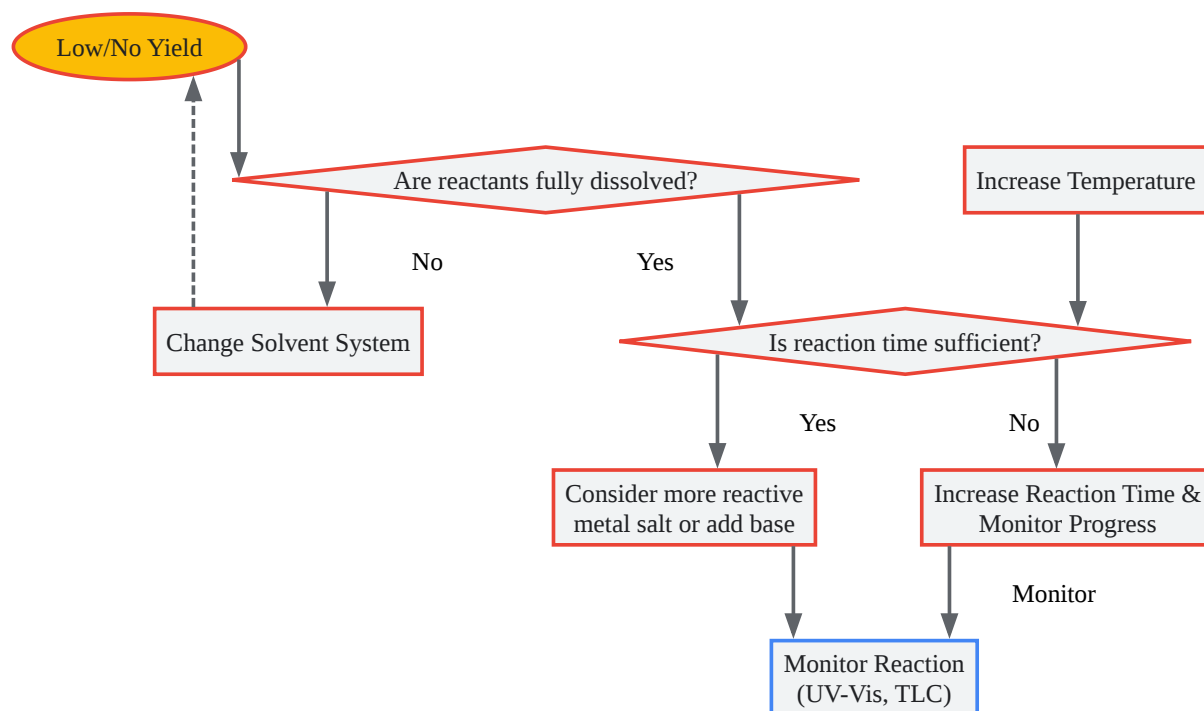 Low/No Yield
Are reactants fully dissolved?
Increase Temperature
No
Yes
Change Solvent System
Is reaction time sufficient?
Yes
No
Consider more reactive
metal salt or add base
Increase Reaction Time &
Monitor Progress
Monitor
Monitor Reaction
(UV-Vis, TLC)